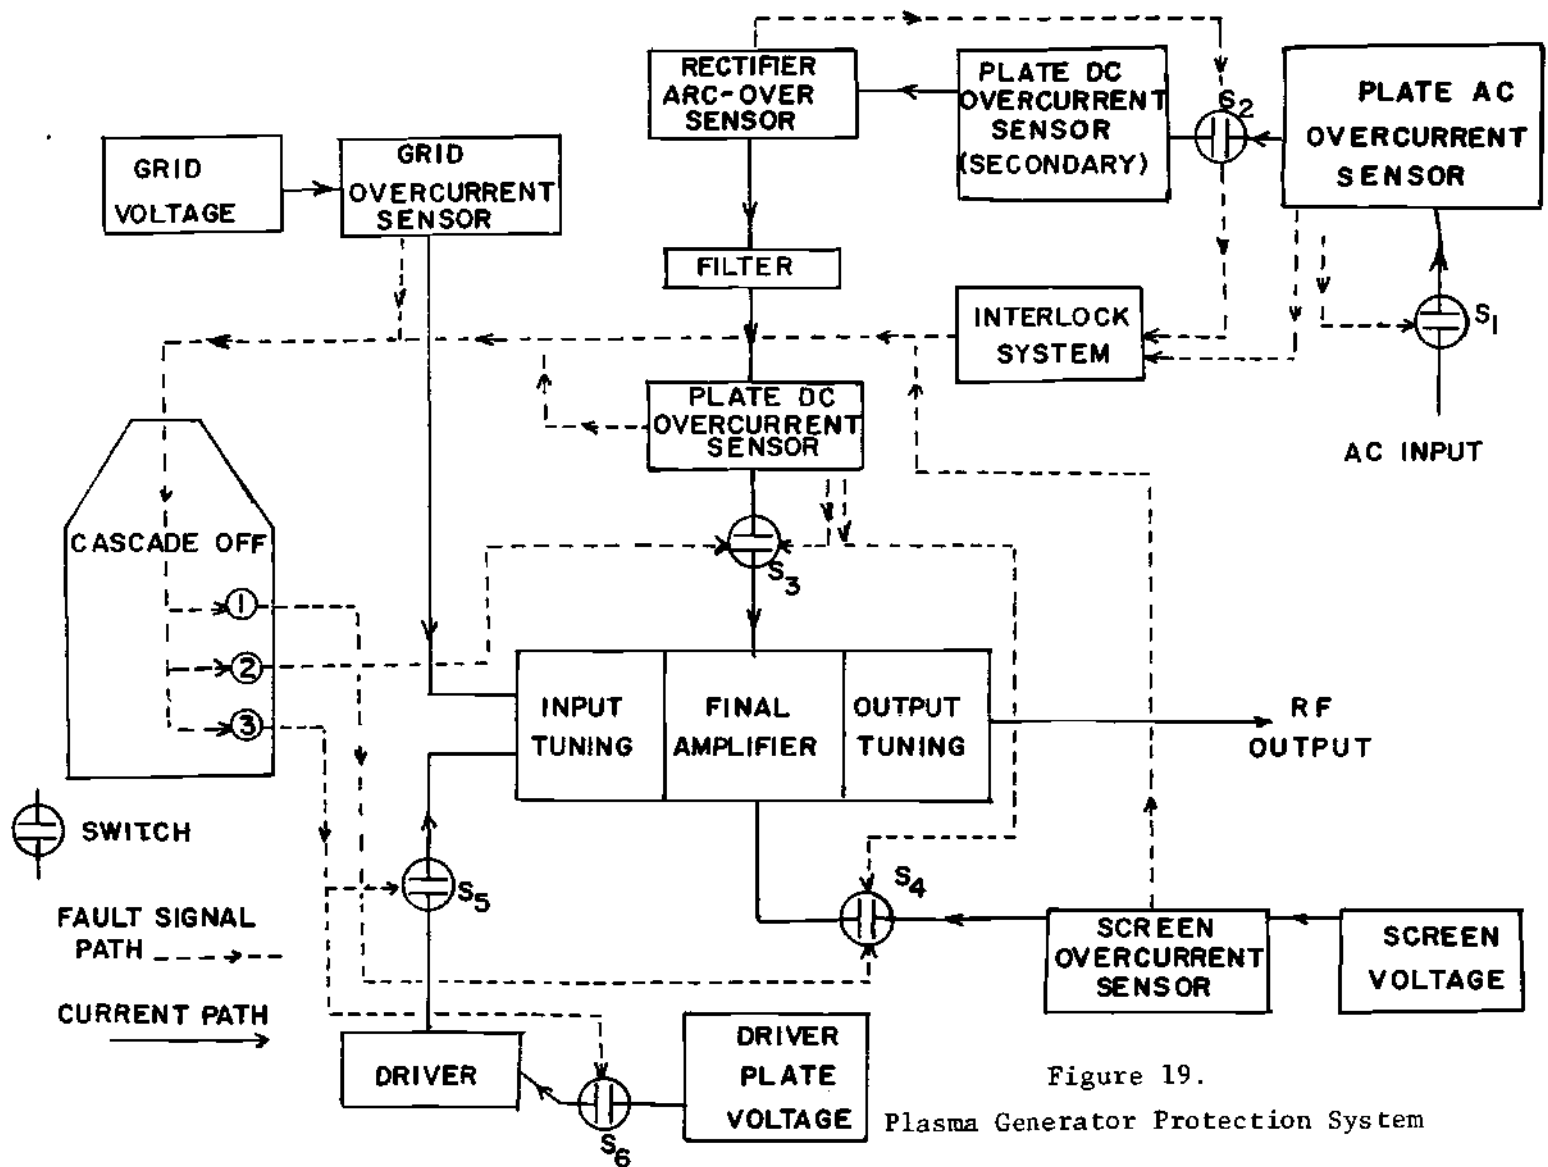 RECTIFIER
ARC-OVER
SENSOR
PLATE DC
OVERCURRENT
SENSOR
(SECONDARY)
S2
PLATE AC
OVERCURRENT
SENSOR
GRID
VOLTAGE
GRID
OVERCURRENT
SENSOR
FILTER
INTERLOCK
SYSTEM
S1
AC INPUT
PLATE DC
OVERCURRENT
SENSOR
CASCADE OFF
1
2
3
S3
INPUT
TUNING
FINAL
AMPLIFIER
OUTPUT
TUNING
RF
OUTPUT
SWITCH
S5
S4
FAULT SIGNAL
PATH
CURRENT PATH
SCREEN
OVERCURRENT
SENSOR
SCREEN
VOLTAGE
DRIVER
S6
DRIVER
PLATE
VOLTAGE
Figure 19.
Plasma Generator Protection System